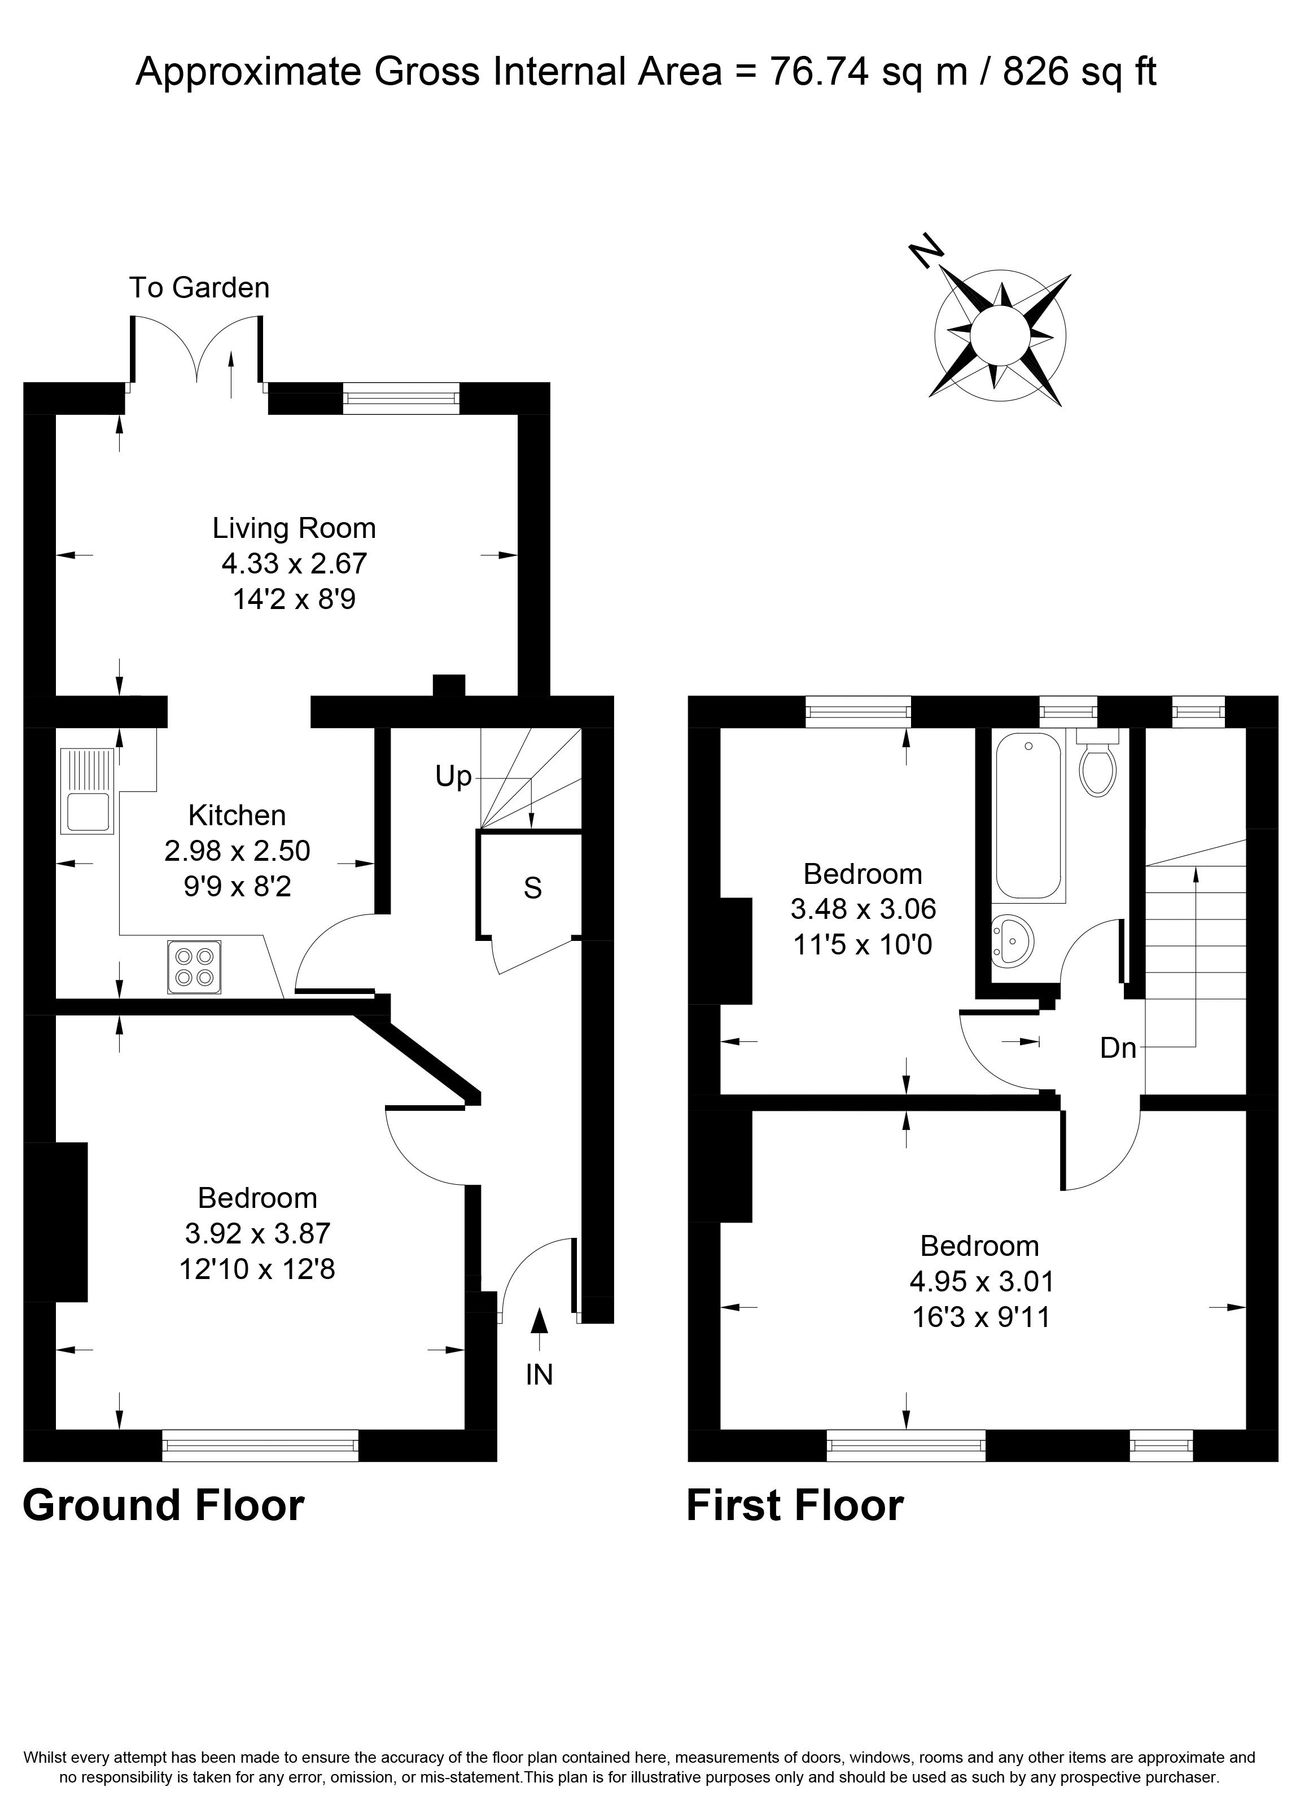 Approximate Gross Internal Area = 76.74 sq m / 826 sq ft
N
To Garden
Living Room
4.33 x 2.67
14'2 x 8'9
Up
Kitchen
2.98 x 2.50
9'9 x 8'2
S
Bedroom
3.92 x 3.87
12'10 x 12'8
IN
Ground Floor
Bedroom
3.48 x 3.06
11'5 x 10'0
Dn
Bedroom
4.95 x 3.01
16'3 x 9'11
First Floor
Whilst every attempt has been made to ensure the accuracy of the floor plan contained here, measurements of doors, windows, rooms and any other items are approximate and
no responsibility is taken for any error, omission, or mis-statement.This plan is for illustrative purposes only and should be used as such by any prospective purchaser.